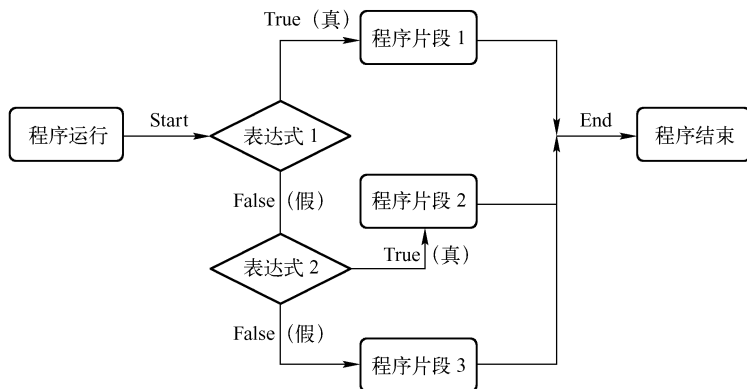 True（真）
程序片段 1
程序运行
Start
表达式 1
End
程序结束
False（假）
程序片段 2
表达式 2
True（真）
False（假）
程序片段 3